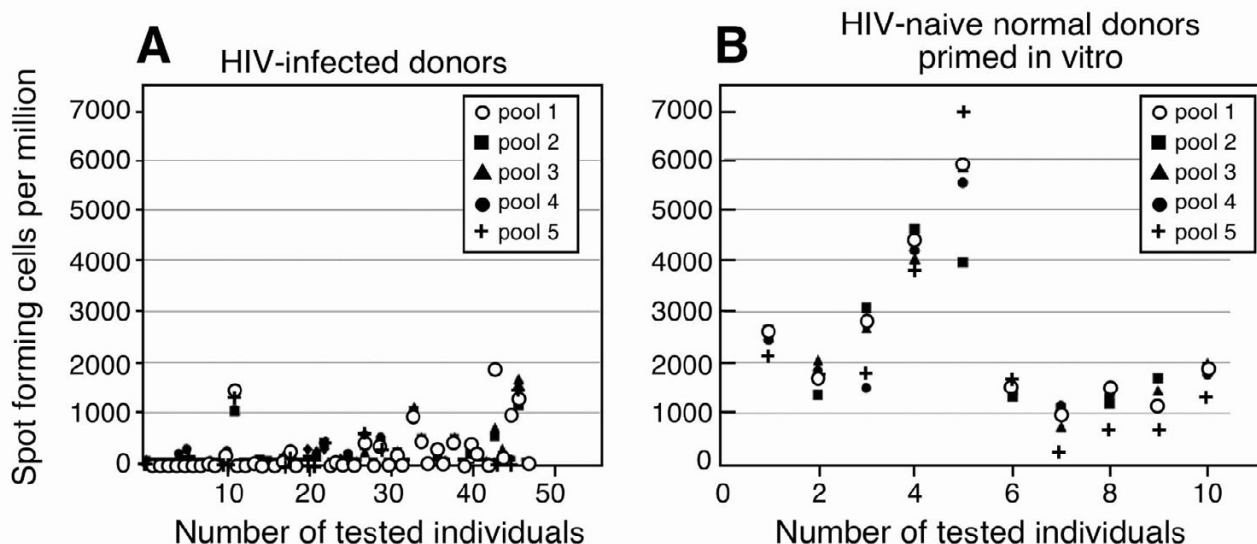 A
HIV-infected donors
Spot forming cells per million
7000
6000
5000
4000
3000
2000
1000
0
pool 1
pool 2
pool 3
pool 4
pool 5
10
20
30
40
50
Number of tested individuals
B
HIV-naive normal donors
primed in vitro
7000
6000
5000
4000
3000
2000
1000
0
pool 1
pool 2
pool 3
pool 4
pool 5
0
2
4
6
8
10
Number of tested individuals